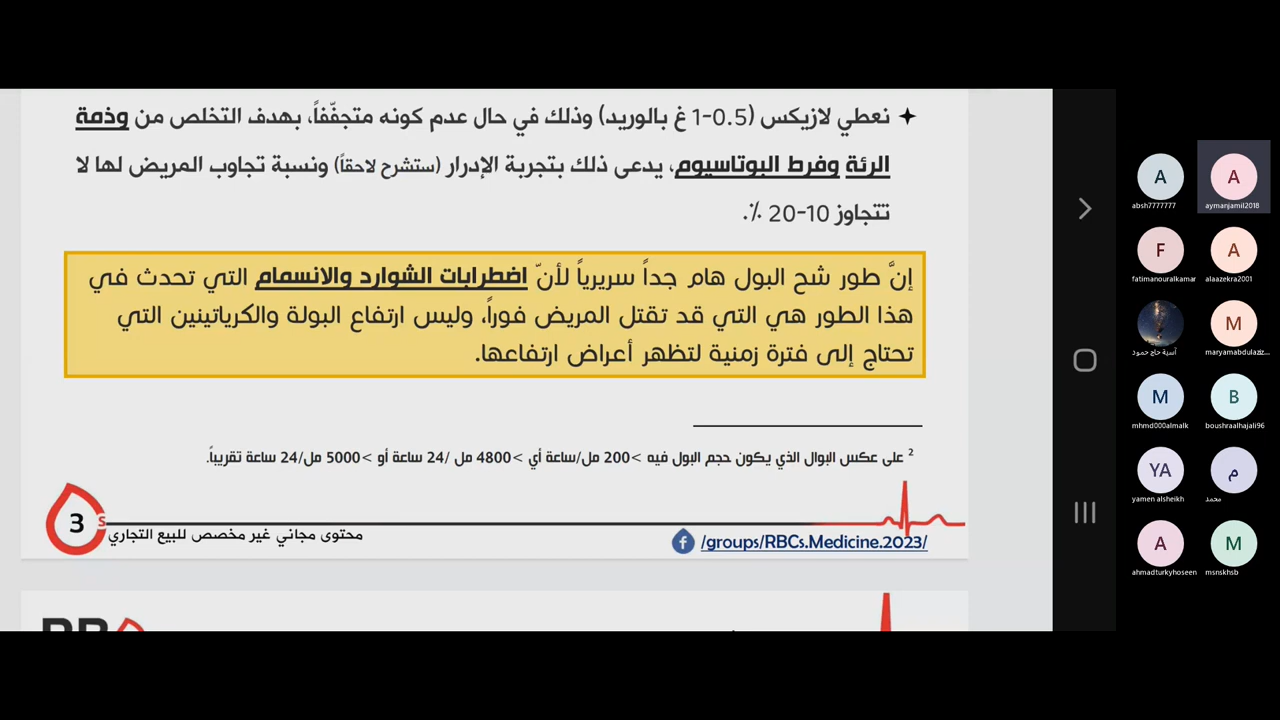 ✦ نعطي لازيكس (0.5-1 غ بالوريد) وذلك في حال عدم كونه متجفّفاً، بهدف التخلص من وذمة
الرئة وفرط البوتاسيوم، يدعى ذلك بتجربة الإدرار (ستشرح لاحقاً) ونسبة تجاوب المريض لها لا
تتجاوز 10-20 ٪.
إنَّ طور شح البول هام جداً سريرياً لأنّ اضطرابات الشوارد والانسمام التي تحدث في
هذا الطور هي التي قد تقتل المريض فوراً، وليس ارتفاع البولة والكرياتينين التي
تحتاج إلى فترة زمنية لتظهر أعراض ارتفاعها.
2 على عكس البوال الذي يكون حجم البول فيه >200 مل/ساعة أي >4800 مل /24 ساعة أو >5000 مل/24 ساعة تقريباً.
3
S
محتوى مجاني غير مخصص للبيع التجاري
f /groups/RBCs.Medicine.2023/
A
absh7777777
A
aymanjamil2018
F
fatimanouralkamar
A
alaazekra2001
آسية حاج حمود
M
maryamabdulaziz...
M
mhmd000almalk
B
boushraalhajali96
YA
yamen alsheikh
م
محمد
A
ahmadturkyhoseen
M
msnskhsb